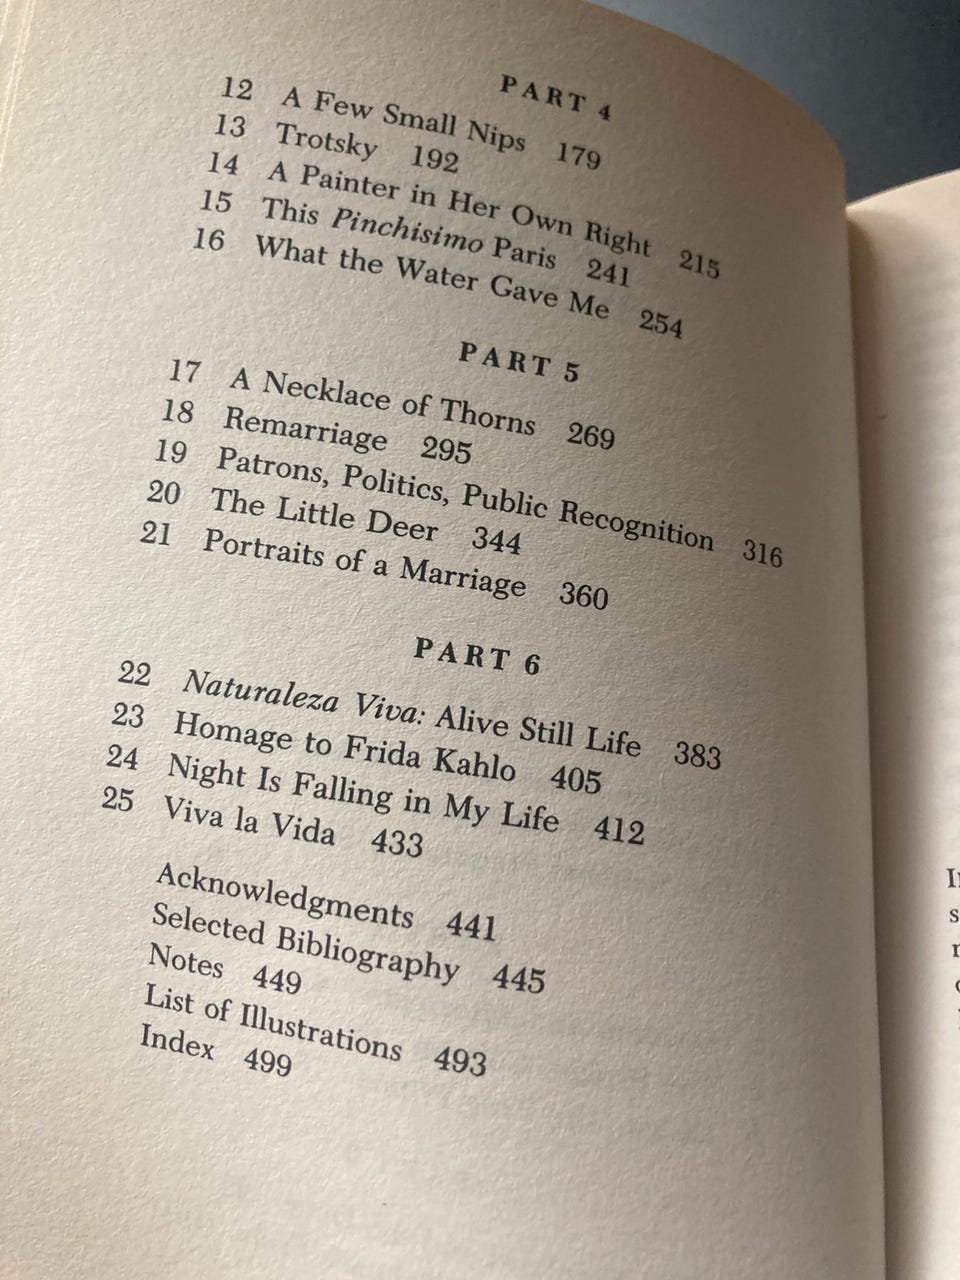 PART 4
12 A Few Small Nips 179
13 Trotsky 192
14 A Painter in Her Own Right 215
15 This Pinchisimo Paris 241
16 What the Water Gave Me 254
PART 5
17 A Necklace of Thorns 269
18 Remarriage 295
19 Patrons, Politics, Public Recognition 316
20 The Little Deer 344
21 Portraits of a Marriage 360
PART 6
22 Naturaleza Viva: Alive Still Life 383
23 Homage to Frida Kahlo 405
24 Night Is Falling in My Life 412
25 Viva la Vida 433
Acknowledgments 441
Selected Bibliography 445
Notes 449
List of Illustrations 493
Index 499